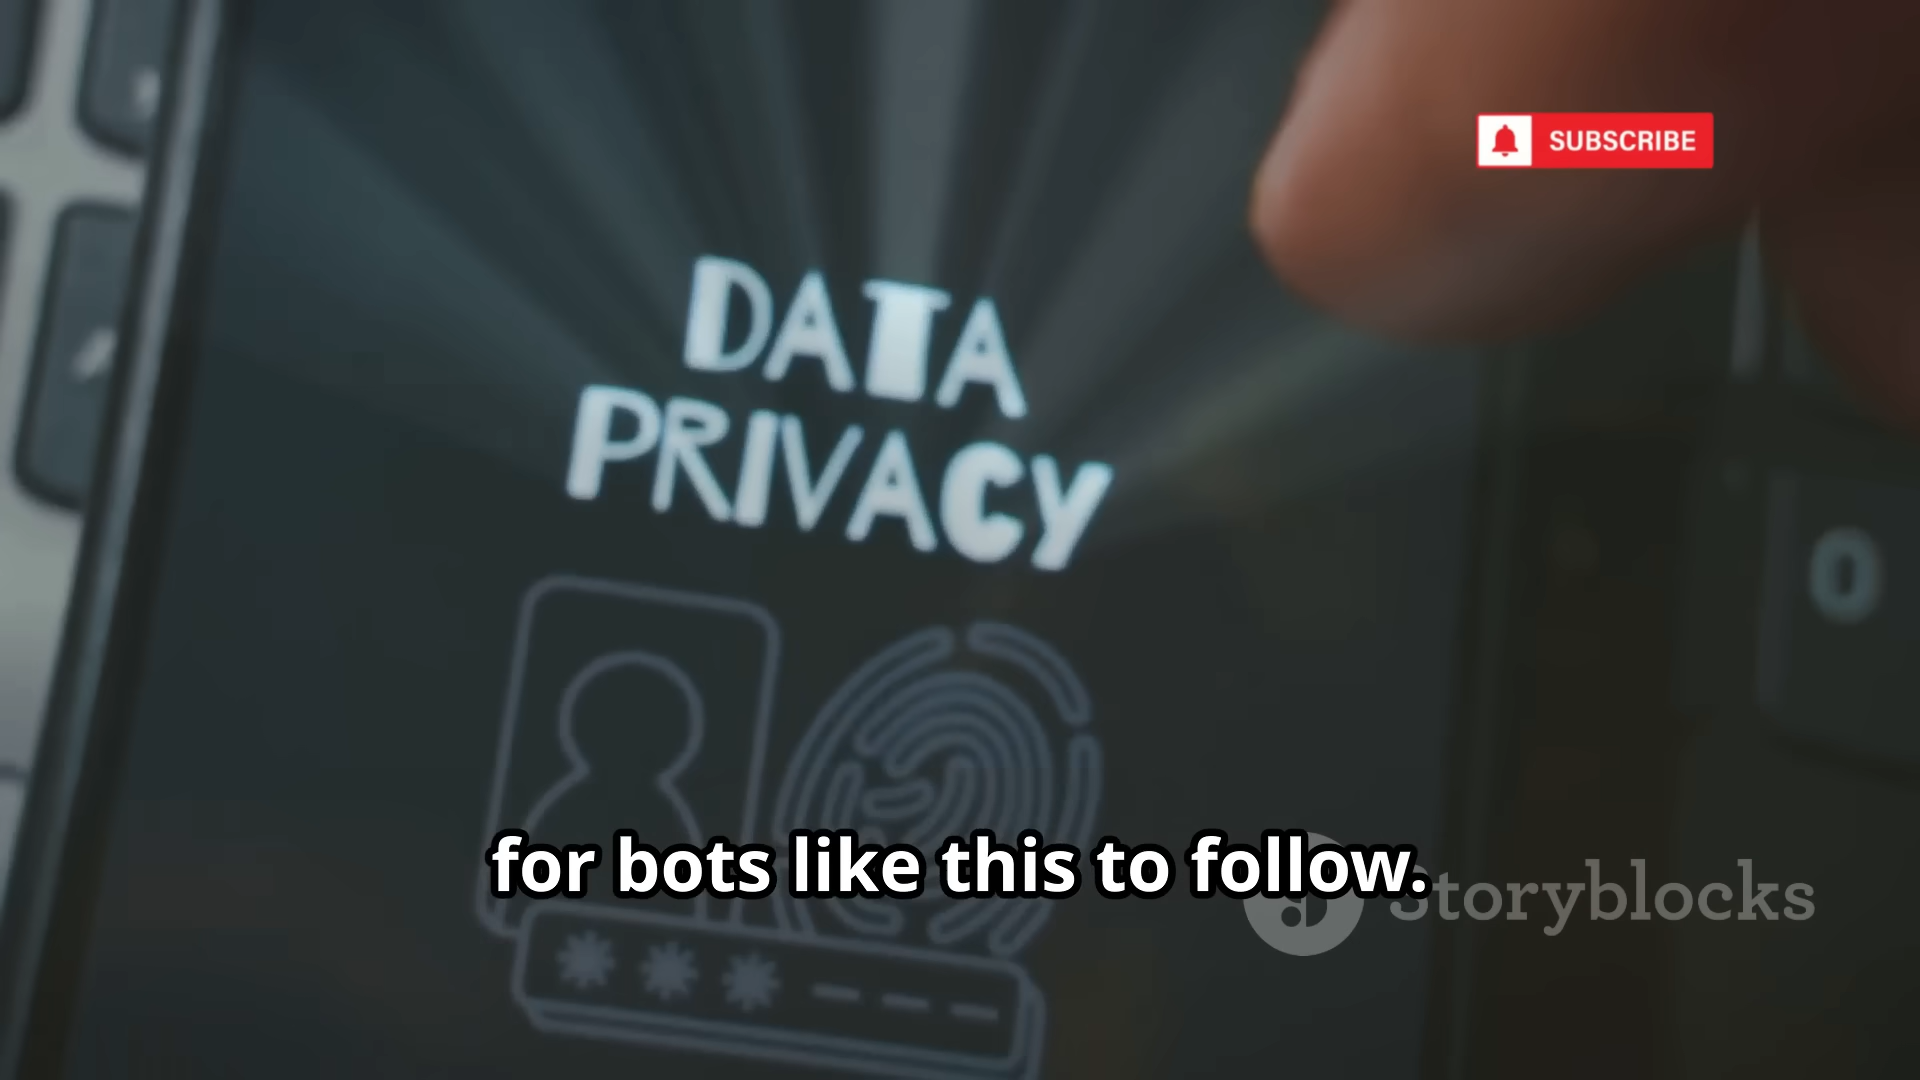 SUBSCRIBE
DATA
PRIVACY
O
for bots like this to follow.
Storyblocks